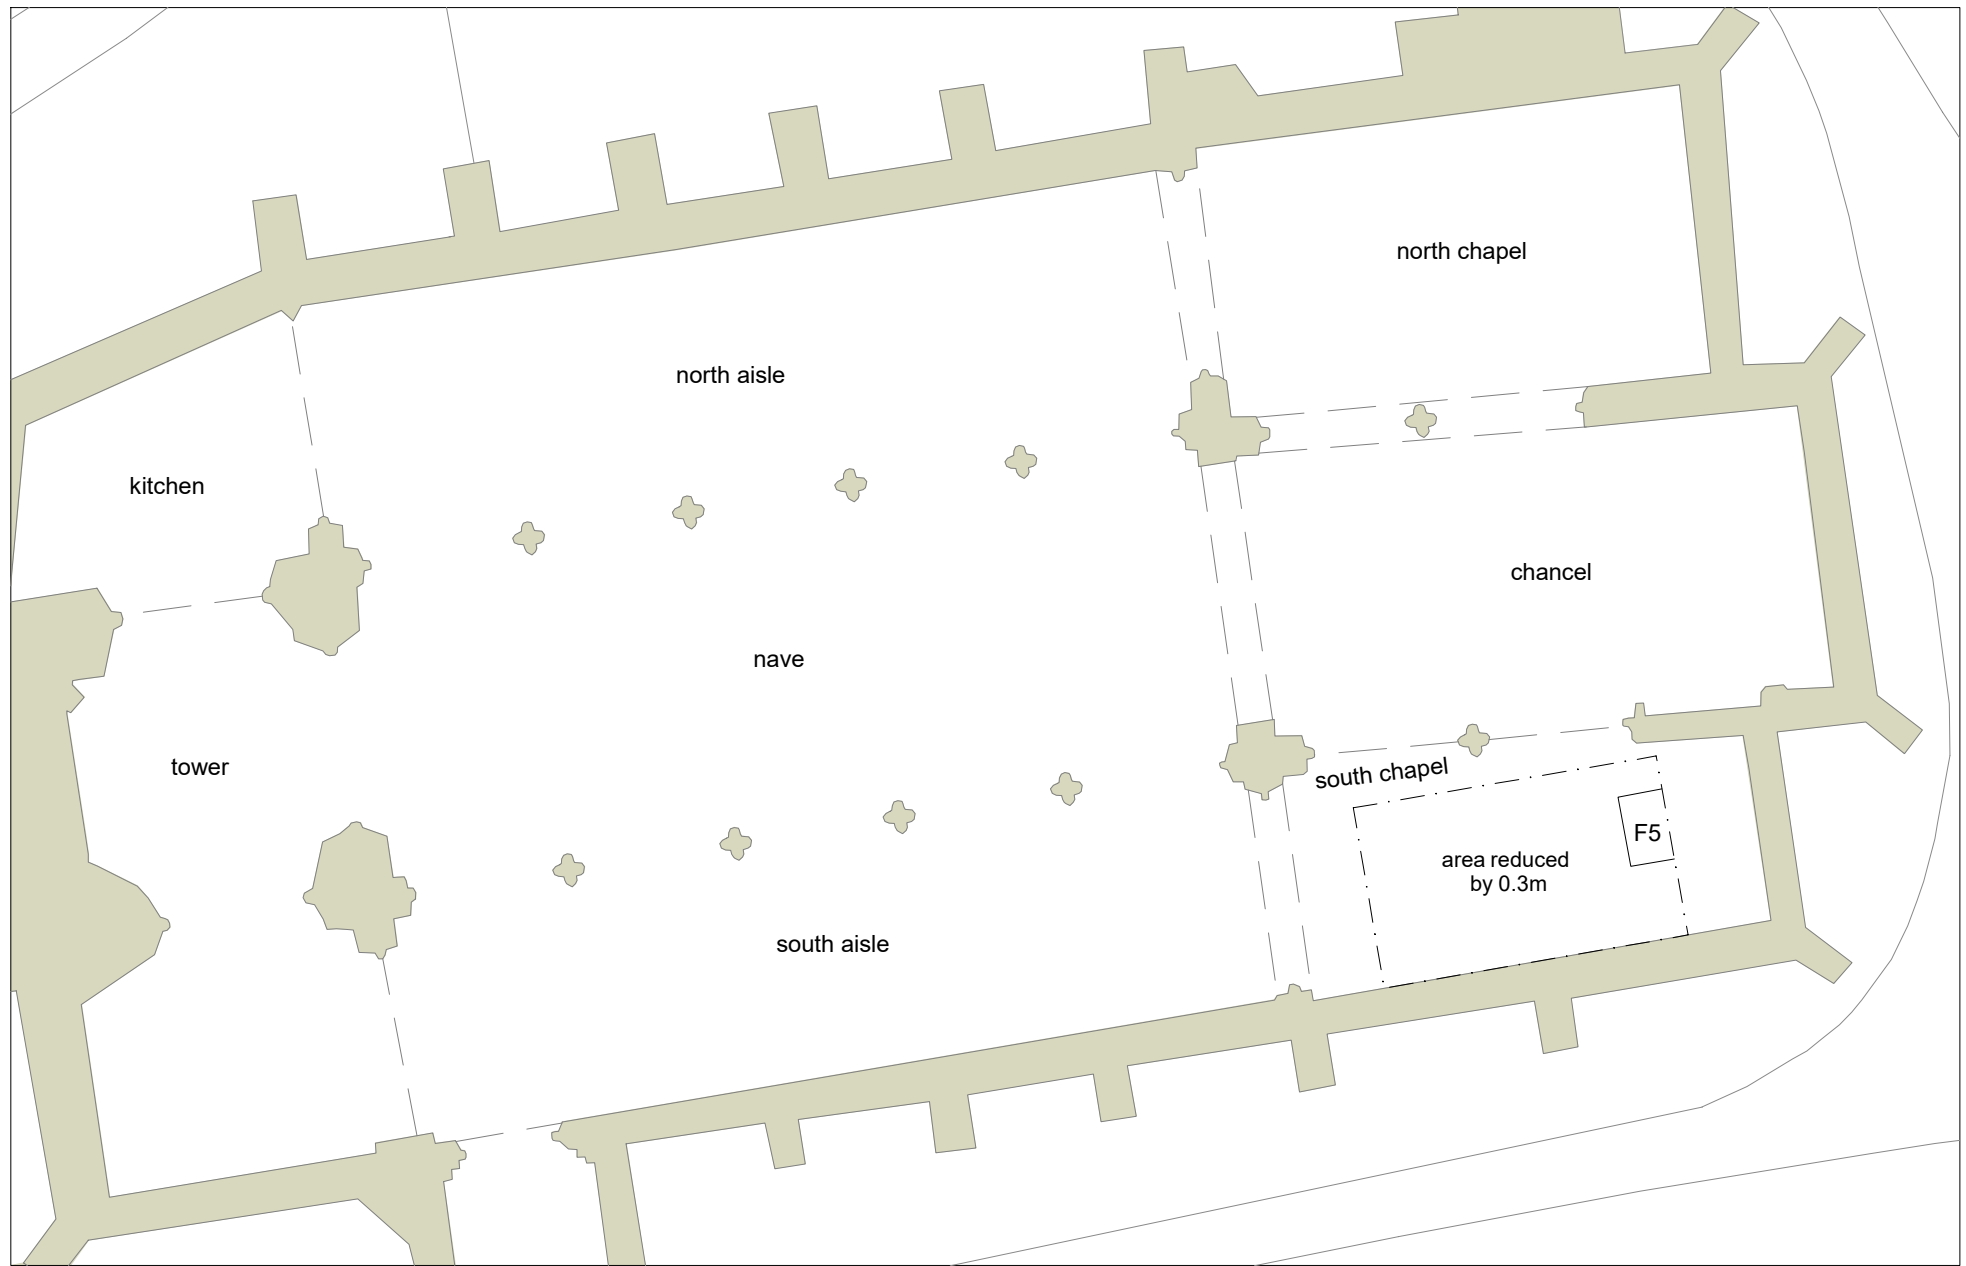 north chapel
north aisle
kitchen
chancel
nave
tower
south chapel
F5
area reduced
by 0.3m
south aisle